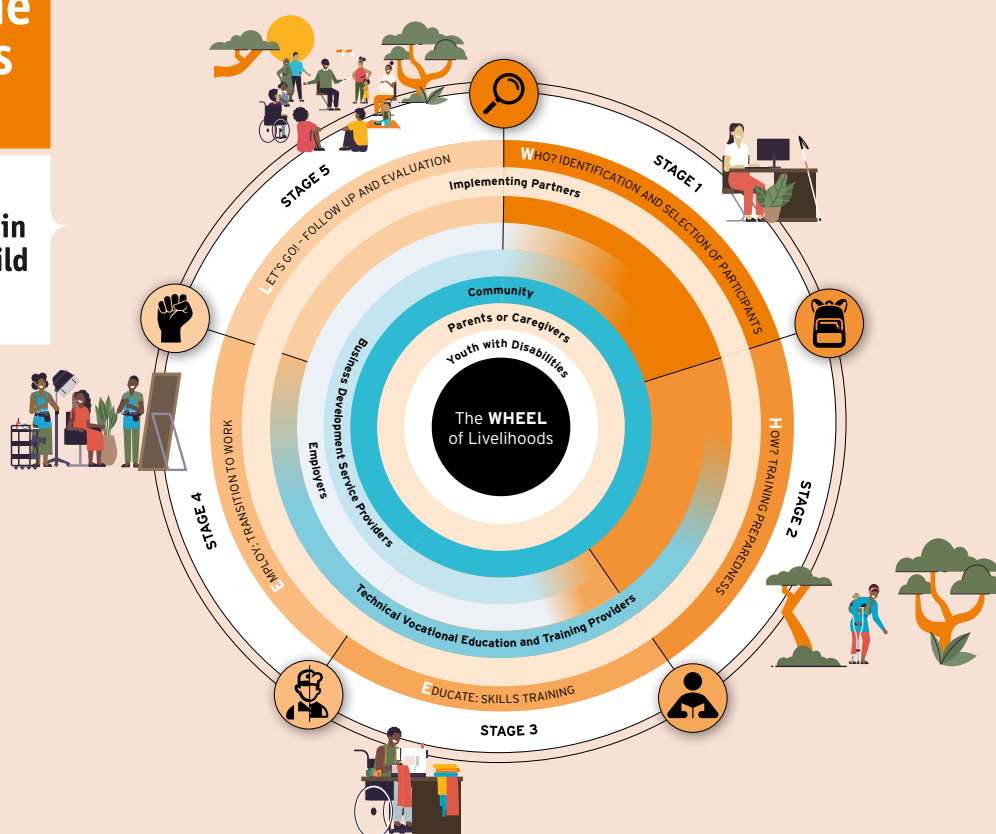 The WHEEL
of Livelihoods
Youth with Disabilities
Parents or Caregivers
Community
Implementing Partners
Business Development Service Providers
Employers
Technical Vocational Education and Training Providers
STAGE 1
WHO? IDENTIFICATION AND SELECTION OF PARTICIPANTS
STAGE 2
HOW? TRAINING PREPAREDNESS
STAGE 3
EDUCATE: SKILLS TRAINING
STAGE 4
EMPLOY: TRANSITION TO WORK
STAGE 5
LET'S GO! - FOLLOW UP AND EVALUATION